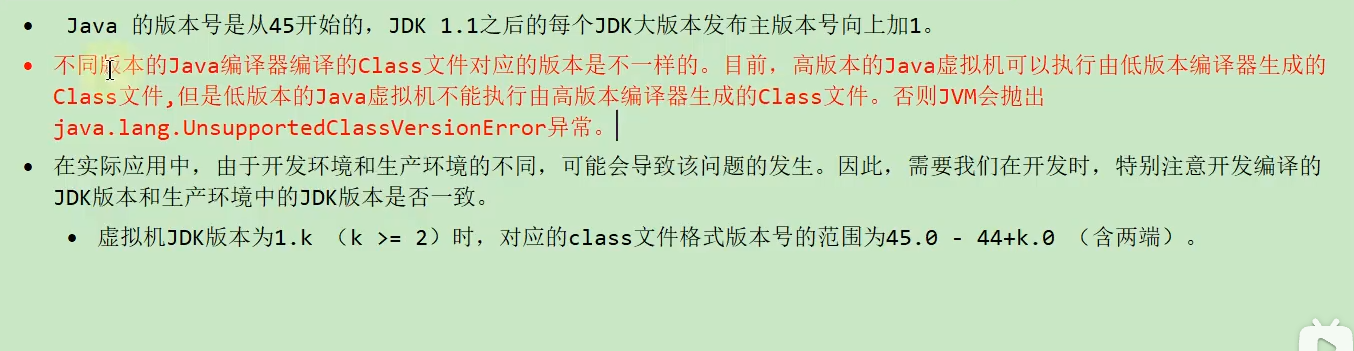 • Java 的版本号是从45开始的，JDK 1.1之后的每个JDK大版本发布主版本号向上加1。
• 不同版本的Java编译器编译的Class文件对应的版本是不一样的。目前，高版本的Java虚拟机可以执行由低版本编译器生成的
Class文件,但是低版本的Java虚拟机不能执行由高版本编译器生成的Class文件。否则JVM会抛出
java.lang.UnsupportedClassVersionError异常。
• 在实际应用中，由于开发环境和生产环境的不同，可能会导致该问题的发生。因此，需要我们在开发时，特别注意开发编译的
JDK版本和生产环境中的JDK版本是否一致。
• 虚拟机JDK版本为1.k （k >= 2）时，对应的class文件格式版本号的范围为45.0 - 44+k.0 （含两端）。